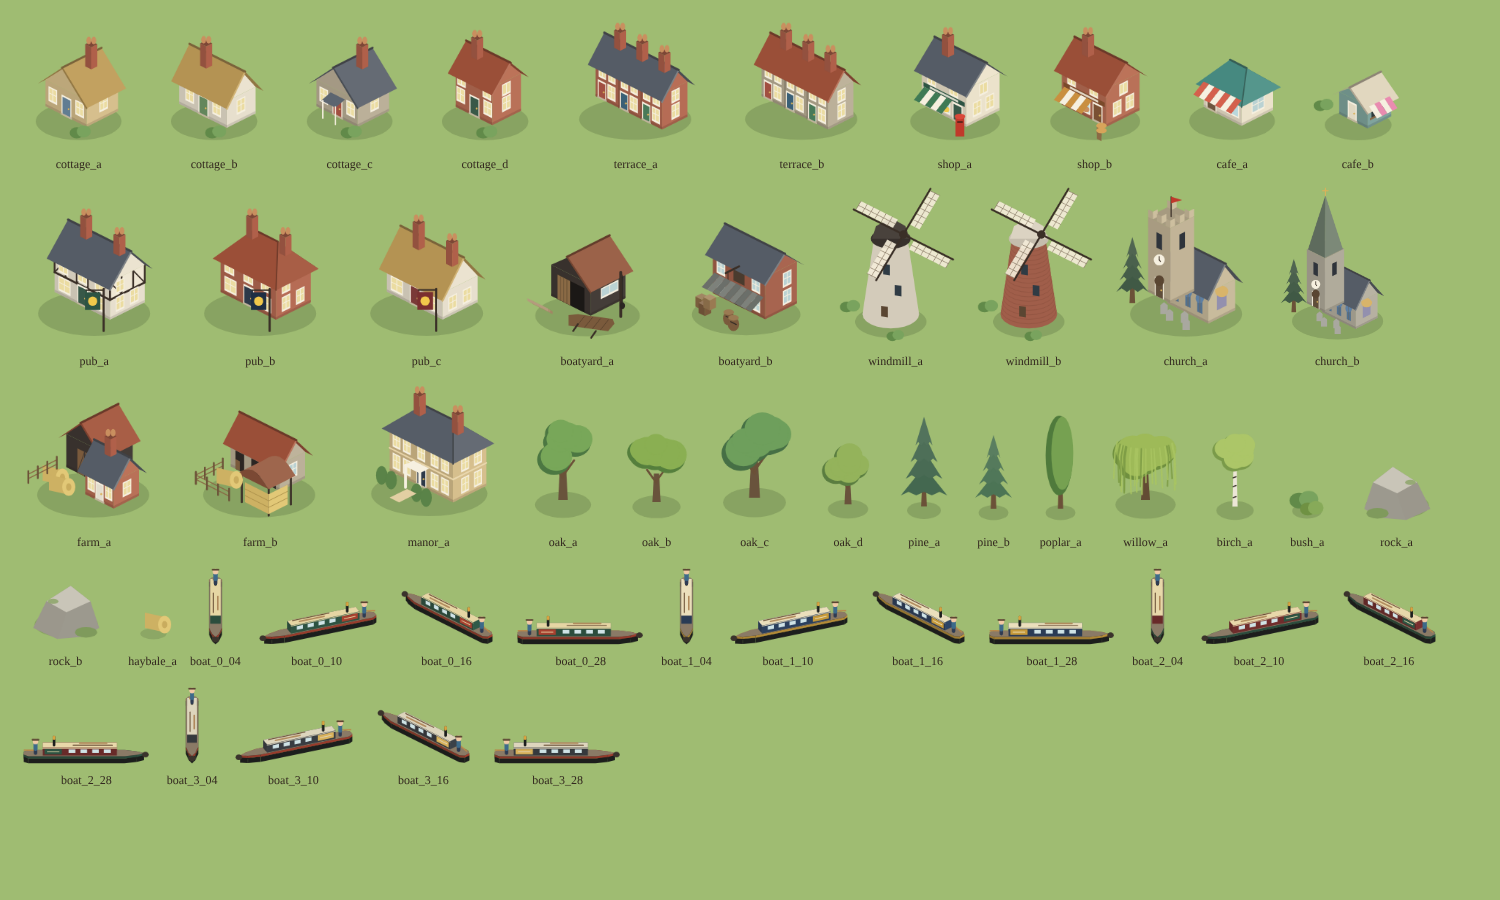 cottage_a cottage_b cottage_c cottage_d terrace_a terrace_b shop_a shop_b cafe_a cafe_b
pub_a pub_b pub_c boatyard_a boatyard_b windmill_a windmill_b church_a church_b
farm_a farm_b manor_a oak_a oak_b oak_c oak_d pine_a pine_b poplar_a willow_a birch_a bush_a rock_a
rock_b haybale_a boat_0_04 boat_0_10 boat_0_16 boat_0_28 boat_1_04 boat_1_10 boat_1_16 boat_1_28 boat_2_04 boat_2_10 boat_2_16
boat_2_28 boat_3_04 boat_3_10 boat_3_16 boat_3_28